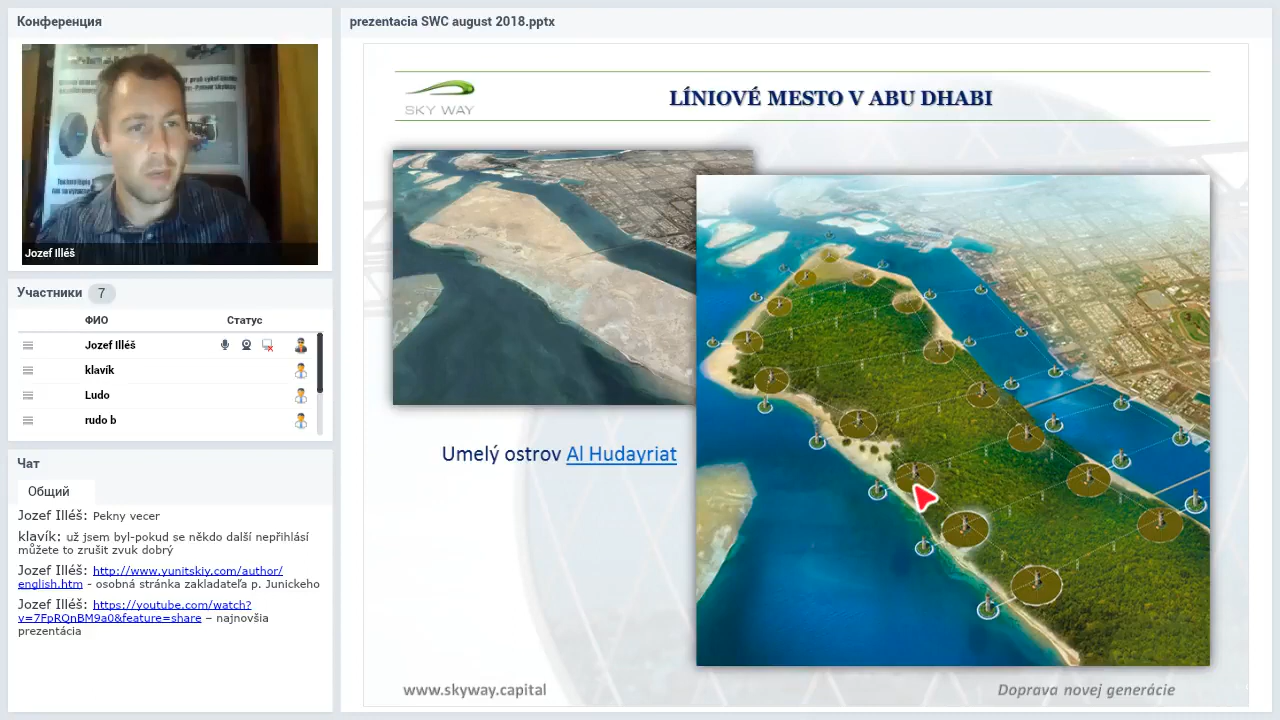 Конференция
prezentacia SWC august 2018.pptx
Jozef Illéš
Участники 7
ФИО Статус
Jozef Illéš
klavík
Ludo
rudo b
Чат
Общий
Jozef Illéš: Pekny vecer
klavík: už jsem byl-pokud se někdo další nepřihlásí
můžete to zrušit zvuk dobrý
Jozef Illéš: http://www.yunitskiy.com/author/
english.htm - osobná stránka zakladateľa p. Junickeho
Jozef Illéš: https://youtube.com/watch?
v=7FpRQnBM9a0&feature=share – najnovšia
prezentácia
SKY WAY
LÍNIOVÉ MESTO V ABU DHABI
Umelý ostrov Al Hudayriat
www.skyway.capital
Doprava novej generácie